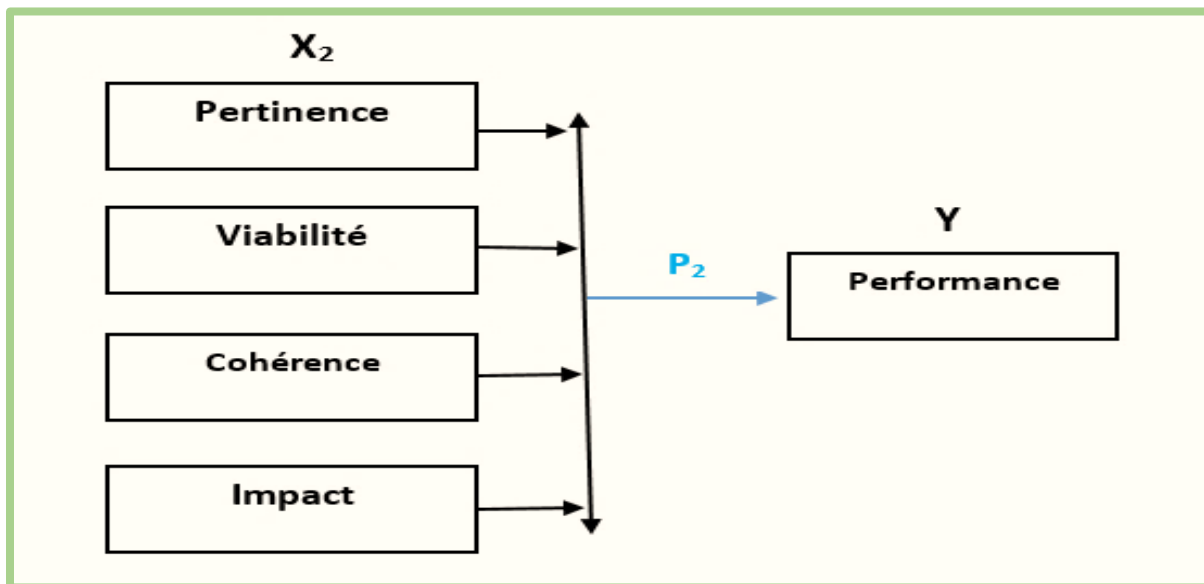 X₂
Pertinence
Viabilité
Cohérence
Impact
P₂
Y
Performance